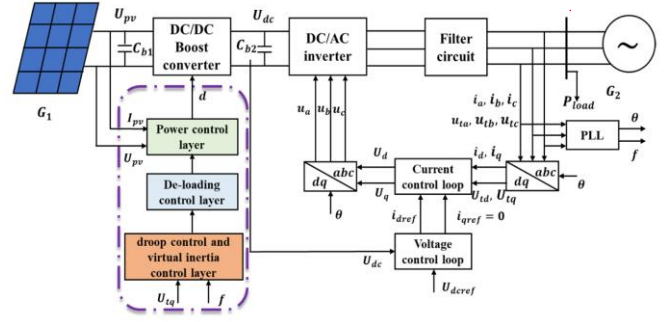 U_pv
U_dc
C_b1
DC/DC
Boost
converter
C_b2
DC/AC
inverter
Filter
circuit
~
G_1
G_2
d
I_pv
U_pv
Power control
layer
De-loading
control layer
droop control and
virtual inertia
control layer
U_tq
f
u_a
u_b
u_c
i_a, i_b, i_c
u_ta, u_tb, u_tc
P_load
PLL
θ
f
U_d
U_q
abc
dq
θ
Current
control loop
i_d, i_q
U_td, U_tq
abc
dq
θ
i_dref
i_qref = 0
U_dc
Voltage
control loop
U_dcref